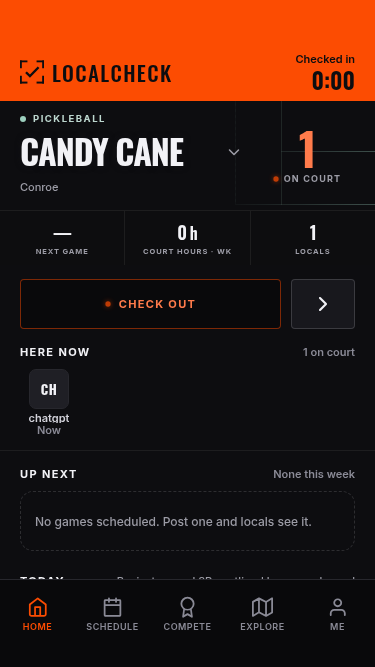 LOCALCHECK
Checked in
0:00
PICKLEBALL
CANDY CANE
Conroe
1
ON COURT
—
NEXT GAME
0 h
COURT HOURS · WK
1
LOCALS
CHECK OUT
HERE NOW
1 on court
CH
chatgpt
Now
UP NEXT
None this week
No games scheduled. Post one and locals see it.
TODAY
HOME
SCHEDULE
COMPETE
EXPLORE
ME